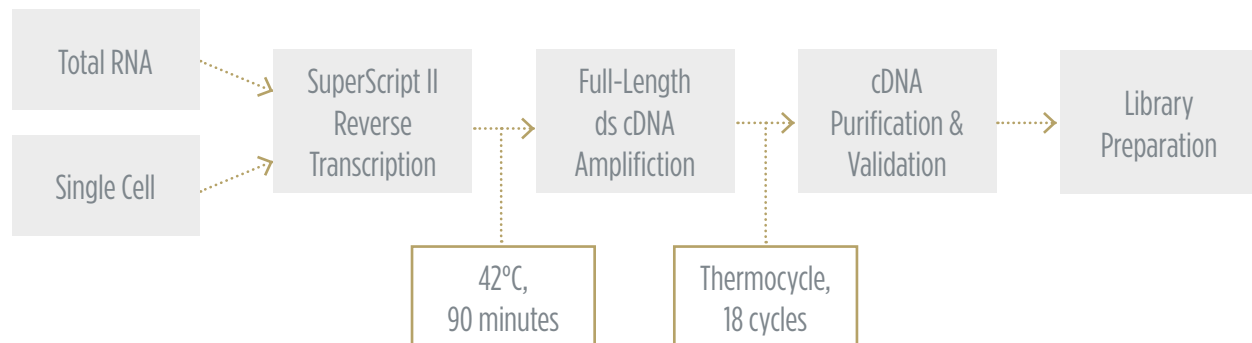 Total RNA
Single Cell
SuperScript II
Reverse
Transcription
42ºC,
90 minutes
Full-Length
ds cDNA
Amplifiction
Thermocycle,
18 cycles
cDNA
Purification &
Validation
Library
Preparation